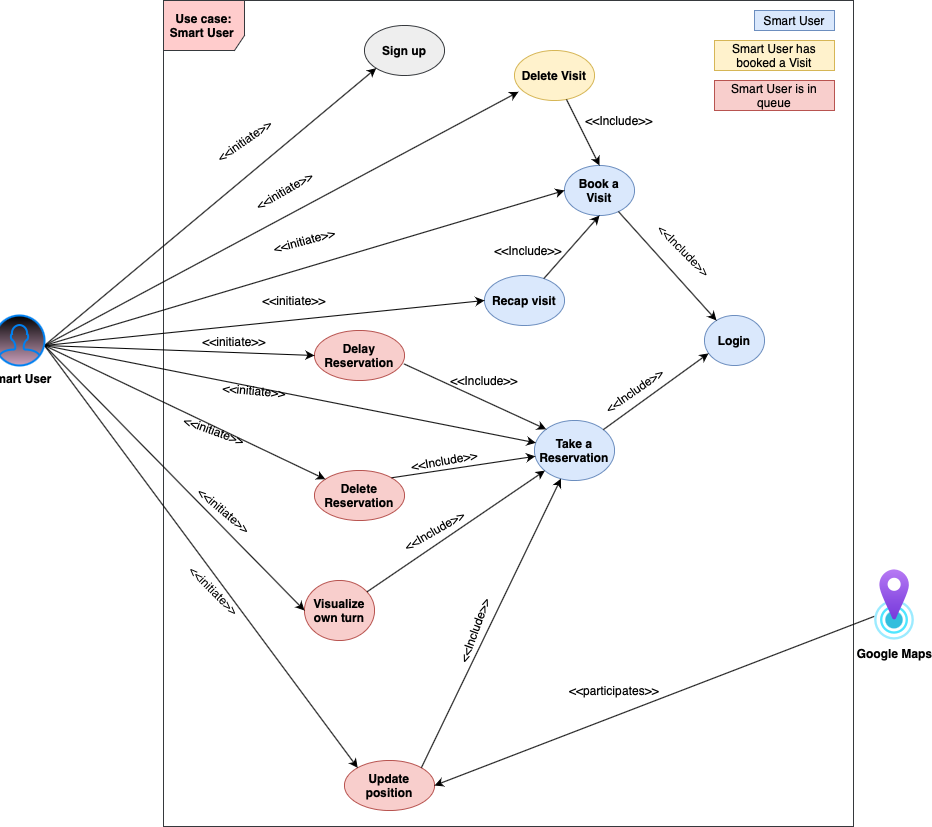 Use case:
Smart User
Smart User
Smart User has
booked a Visit
Smart User is in
queue
Sign up
Delete Visit
<<initiate>>
<<Include>>
<<initiate>>
Book a
Visit
<<initiate>>
<<Include>>
<<Include>>
<<initiate>>
Recap visit
<<initiate>>
Delay
Reservation
Login
mart User
<<initiate>>
<<Include>>
<<Include>>
<<initiate>>
Take a
Reservation
<<Include>>
Delete
Reservation
<<initiate>>
<<Include>>
<<initiate>>
Visualize
own turn
<<Include>>
Google Maps
<<participates>>
Update
position